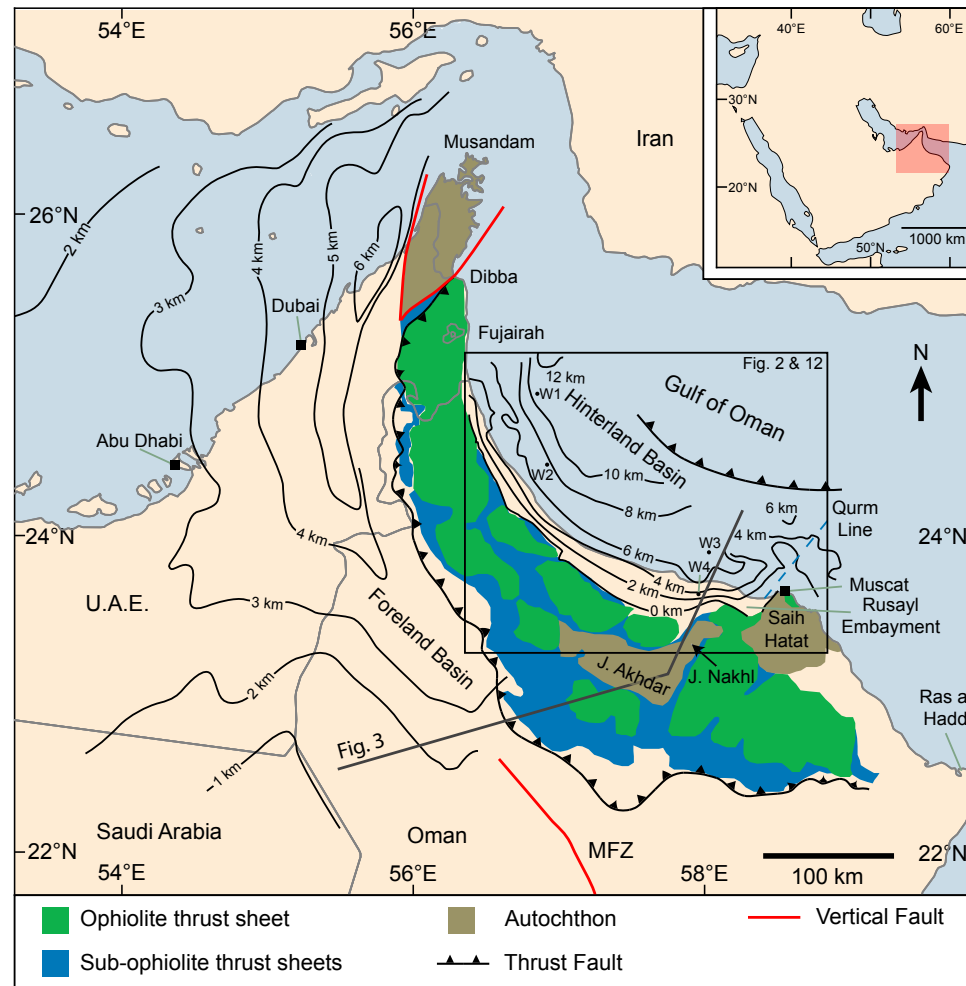 54°E
56°E
40°E
60°E
30°N
20°N
50°N
1000 km
Iran
Musandam
26°N
2 km
3 km
4 km
5 km
6 km
Dibba
Dubai
Fujairah
Fig. 2 & 12
N
12 km
W1
Gulf of Oman
Hinterland Basin
Abu Dhabi
W2
10 km
8 km
6 km
Qurm
Line
24°N
24°N
4 km
W3
4 km
6 km
W4
4 km
2 km
0 km
Muscat
Rusayl
Embayment
U.A.E.
3 km
Foreland Basin
Saih
Hatat
J. Akhdar
J. Nakhl
2 km
Ras a
Hadd
Fig. 3
1 km
Saudi Arabia
Oman
MFZ
22°N
22°N
54°E
56°E
58°E
100 km
Ophiolite thrust sheet
Autochthon
Vertical Fault
Sub-ophiolite thrust sheets
Thrust Fault